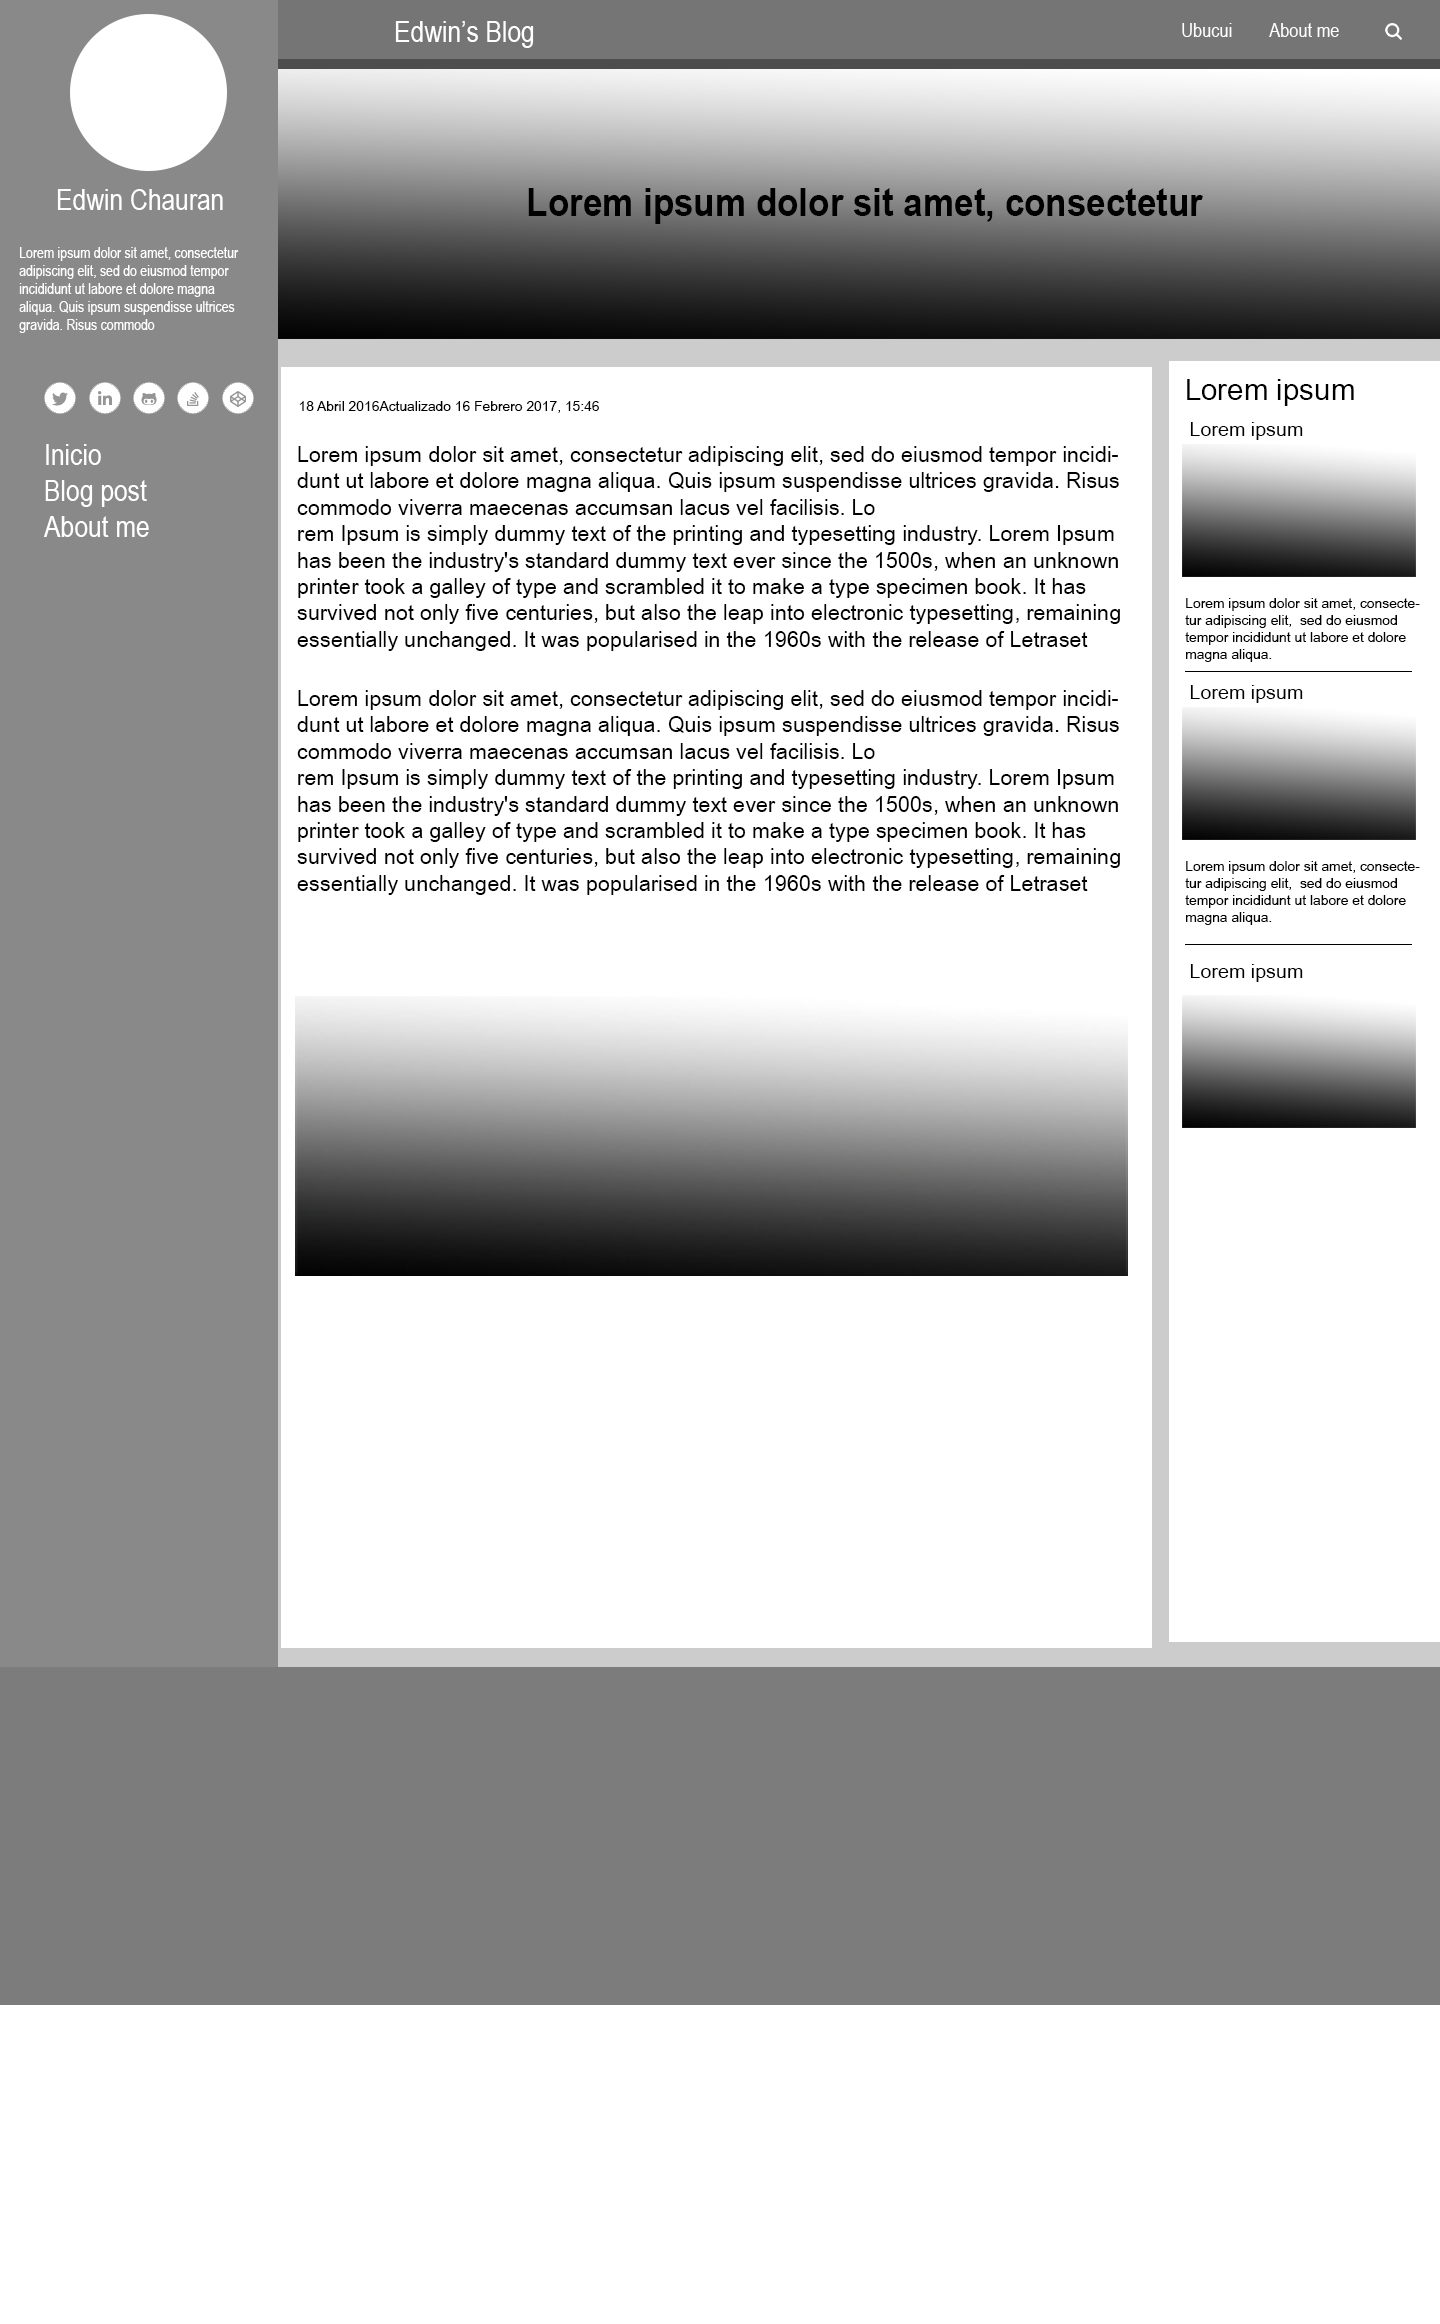 Edwin Chauran
Lorem ipsum dolor sit amet, consectetur
adipiscing elit, sed do eiusmod tempor
incididunt ut labore et dolore magna
aliqua. Quis ipsum suspendisse ultrices
gravida. Risus commodo
Inicio
Blog post
About me
Edwin’s Blog
Ubucui
About me
Lorem ipsum dolor sit amet, consectetur
18 Abril 2016Actualizado 16 Febrero 2017, 15:46
Lorem ipsum dolor sit amet, consectetur adipiscing elit, sed do eiusmod tempor incidi-
dunt ut labore et dolore magna aliqua. Quis ipsum suspendisse ultrices gravida. Risus
commodo viverra maecenas accumsan lacus vel facilisis. Lo
rem Ipsum is simply dummy text of the printing and typesetting industry. Lorem Ipsum
has been the industry's standard dummy text ever since the 1500s, when an unknown
printer took a galley of type and scrambled it to make a type specimen book. It has
survived not only five centuries, but also the leap into electronic typesetting, remaining
essentially unchanged. It was popularised in the 1960s with the release of Letraset
Lorem ipsum dolor sit amet, consectetur adipiscing elit, sed do eiusmod tempor incidi-
dunt ut labore et dolore magna aliqua. Quis ipsum suspendisse ultrices gravida. Risus
commodo viverra maecenas accumsan lacus vel facilisis. Lo
rem Ipsum is simply dummy text of the printing and typesetting industry. Lorem Ipsum
has been the industry's standard dummy text ever since the 1500s, when an unknown
printer took a galley of type and scrambled it to make a type specimen book. It has
survived not only five centuries, but also the leap into electronic typesetting, remaining
essentially unchanged. It was popularised in the 1960s with the release of Letraset
Lorem ipsum
Lorem ipsum
Lorem ipsum dolor sit amet, consecte-
tur adipiscing elit,  sed do eiusmod
tempor incididunt ut labore et dolore
magna aliqua.
Lorem ipsum
Lorem ipsum dolor sit amet, consecte-
tur adipiscing elit,  sed do eiusmod
tempor incididunt ut labore et dolore
magna aliqua.
Lorem ipsum